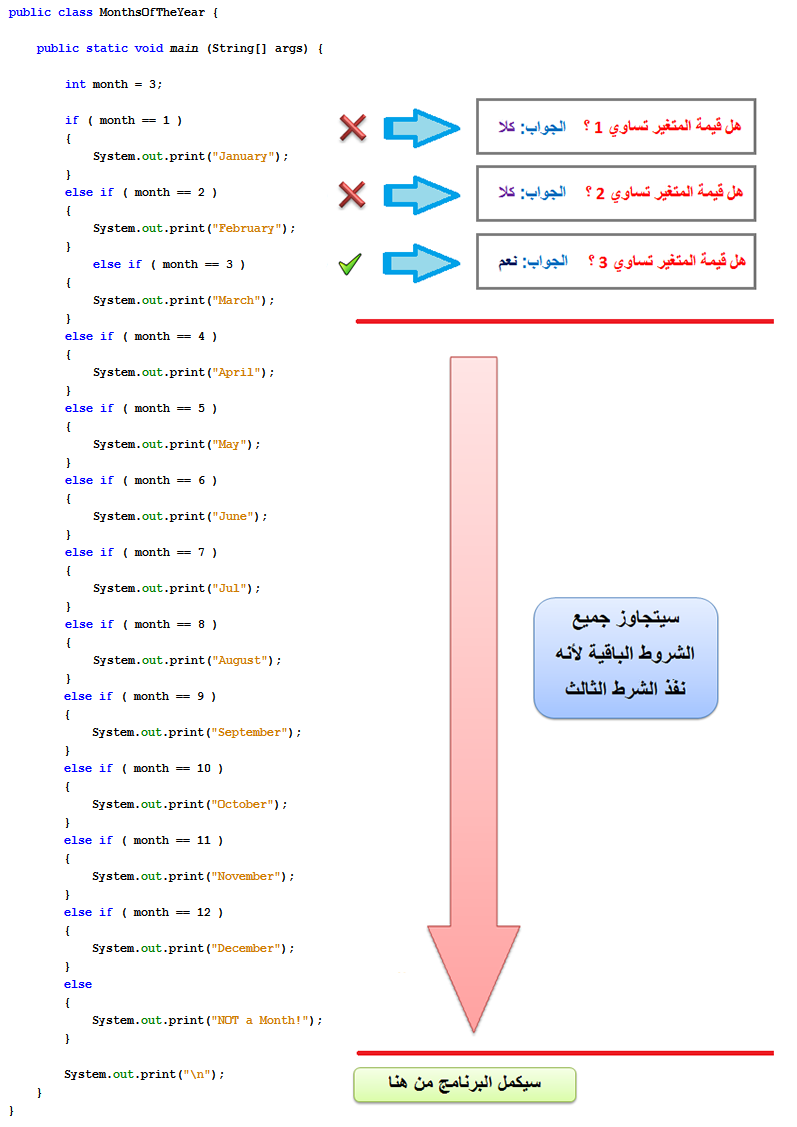 public class MonthsOfTheYear {
public static void main (String[] args) {
int month = 3;
if ( month == 1 )
{
System.out.print("January");
}
else if ( month == 2 )
{
System.out.print("February");
}
else if ( month == 3 )
{
System.out.print("March");
}
else if ( month == 4 )
{
System.out.print("April");
}
else if ( month == 5 )
{
System.out.print("May");
}
else if ( month == 6 )
{
System.out.print("June");
}
else if ( month == 7 )
{
System.out.print("Jul");
}
else if ( month == 8 )
{
System.out.print("August");
}
else if ( month == 9 )
{
System.out.print("September");
}
else if ( month == 10 )
{
System.out.print("October");
}
else if ( month == 11 )
{
System.out.print("November");
}
else if ( month == 12 )
{
System.out.print("December");
}
else
{
System.out.print("NOT a Month!");
}
System.out.print("\n");
}
}
هل قيمة المتغير تساوي 1 ؟ الجواب: كلا
هل قيمة المتغير تساوي 2 ؟ الجواب: كلا
هل قيمة المتغير تساوي 3 ؟ الجواب: نعم
سيتجاوز جميع
الشروط الباقية لأنه
نفَذ الشرط الثالث
سيكمل البرنامج من هنا